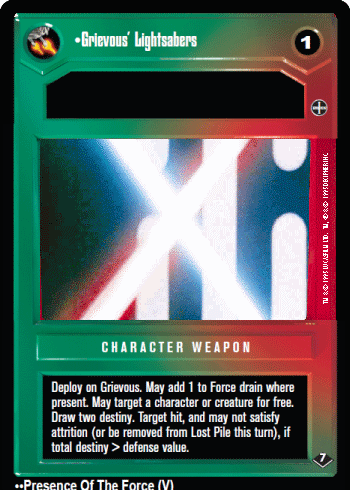 •Grievous' Lightsabers
1
CHARACTER WEAPON
Deploy on Grievous. May add 1 to Force drain where
present. May target a character or creature for free.
Draw two destiny. Target hit, and may not satisfy
attrition (or be removed from Lost Pile this turn), if
total destiny > defense value.
7
••Presence Of The Force (V)